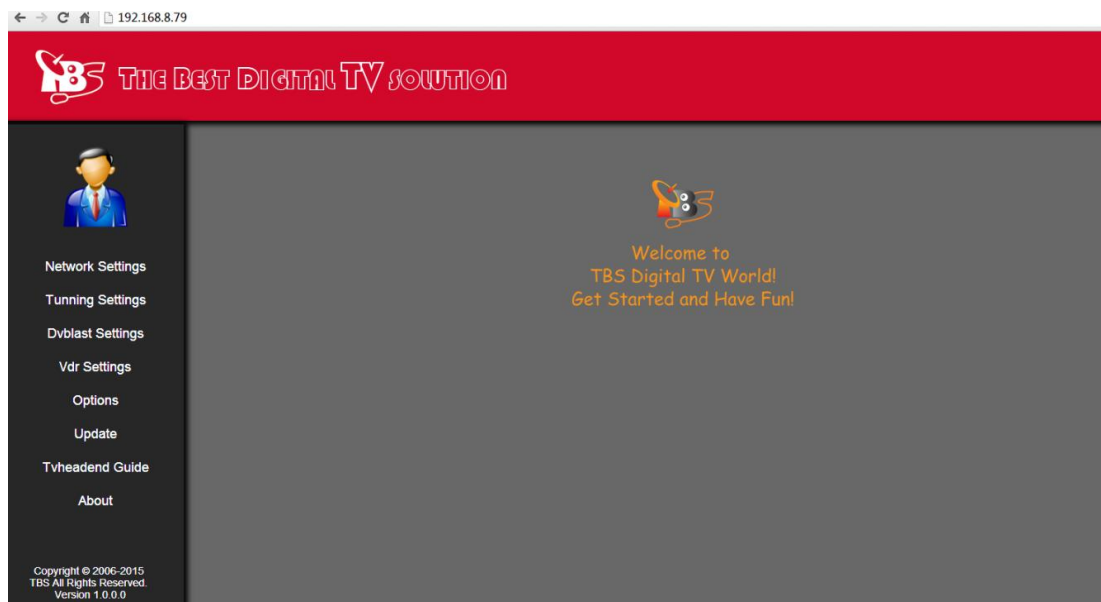 192.168.8.79
TBS THE BEST DIGITAL TV SOLUTION
TBS
Welcome to
TBS Digital TV World!
Get Started and Have Fun!
Network Settings
Tunning Settings
Dvblast Settings
Vdr Settings
Options
Update
Tvheadend Guide
About
Copyright © 2006-2015
TBS All Rights Reserved.
Version 1.0.0.0